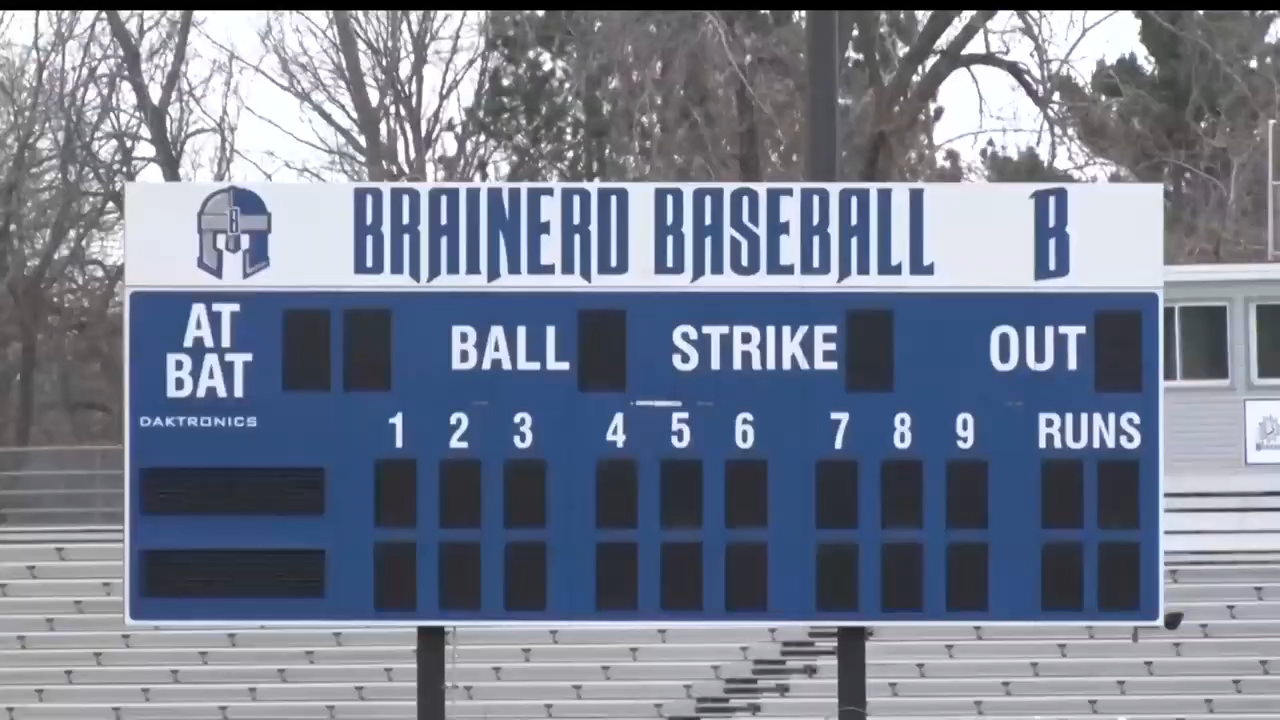 BRAINERD BASEBALL B
B
AT BAT
BALL STRIKE OUT
DAKTRONICS
1 2 3 4 5 6 7 8 9 RUNS